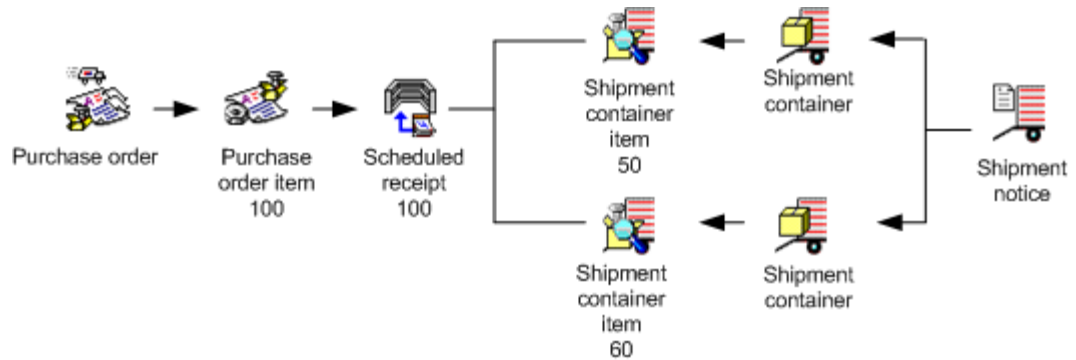 Purchase order
Purchase
order item
100
Scheduled
receipt
100
Shipment
container
item
50
Shipment
container
Shipment
container
item
60
Shipment
container
Shipment
notice